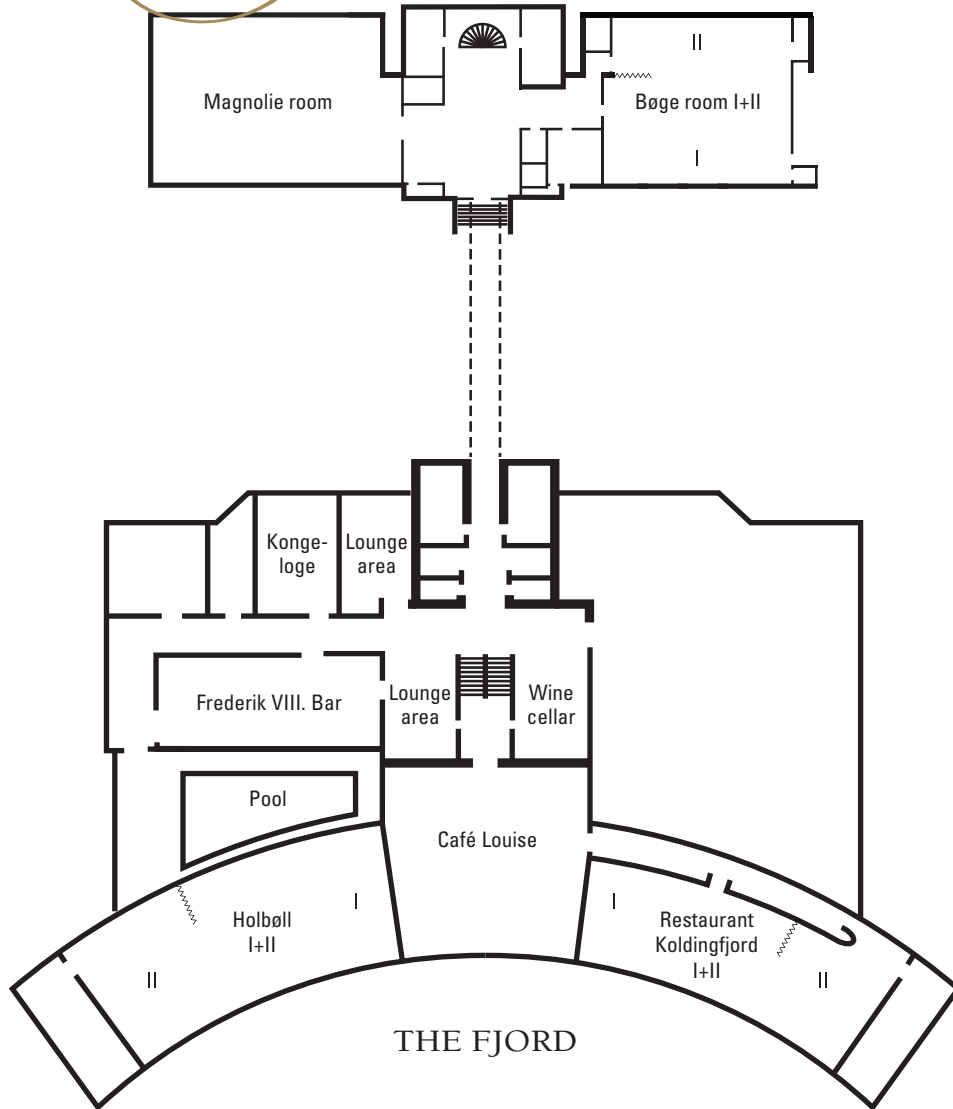 II
Magnolie room
Bøge room I+II
I
Konge-
loge
Lounge
area
Frederik VIII. Bar
Lounge
area
Wine
cellar
Pool
Café Louise
I
Holbøll
I+II
II
I
Restaurant
Koldingfjord
I+II
II
THE FJORD